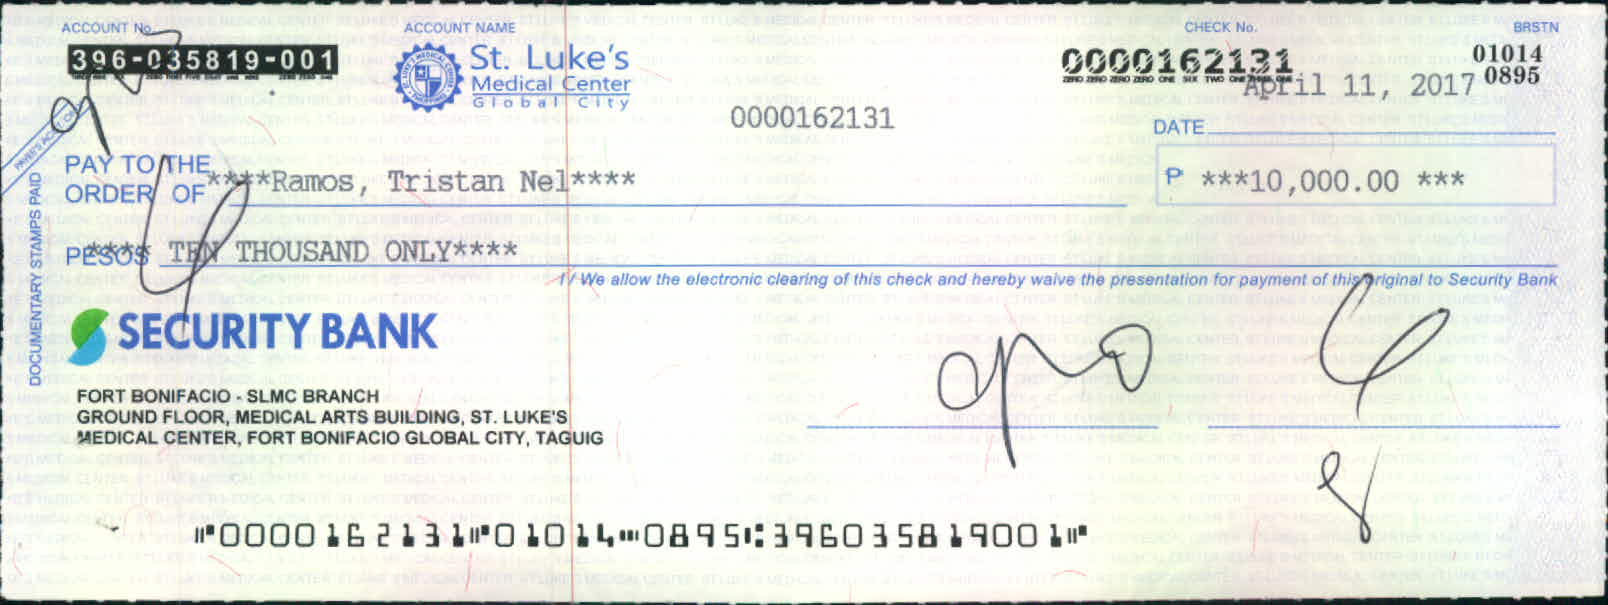 ACCOUNT No.
ACCOUNT NAME
CHECK No.
BRSTN
396-035819-001
St. Luke's
Medical Center
Global City
0000162131
ZERO ZERO ZERO ZERO ONE SIX TWO ONE THREE ONE
01014
0895
April 11, 2017
0000162131
DATE
PAYEE'S ACCT. ONLY
PAY TO THE
ORDER OF ****Ramos, Tristan Nel****
₱ ***10,000.00 ***
PESOS **** TEN THOUSAND ONLY****
I / We allow the electronic clearing of this check and hereby waive the presentation for payment of this original to Security Bank
DOCUMENTARY STAMPS PAID
SECURITY BANK
FORT BONIFACIO - SLMC BRANCH
GROUND FLOOR, MEDICAL ARTS BUILDING, ST. LUKE'S
MEDICAL CENTER, FORT BONIFACIO GLOBAL CITY, TAGUIG
⑈0000162131⑈01014⑉0895⑆396035819001⑈